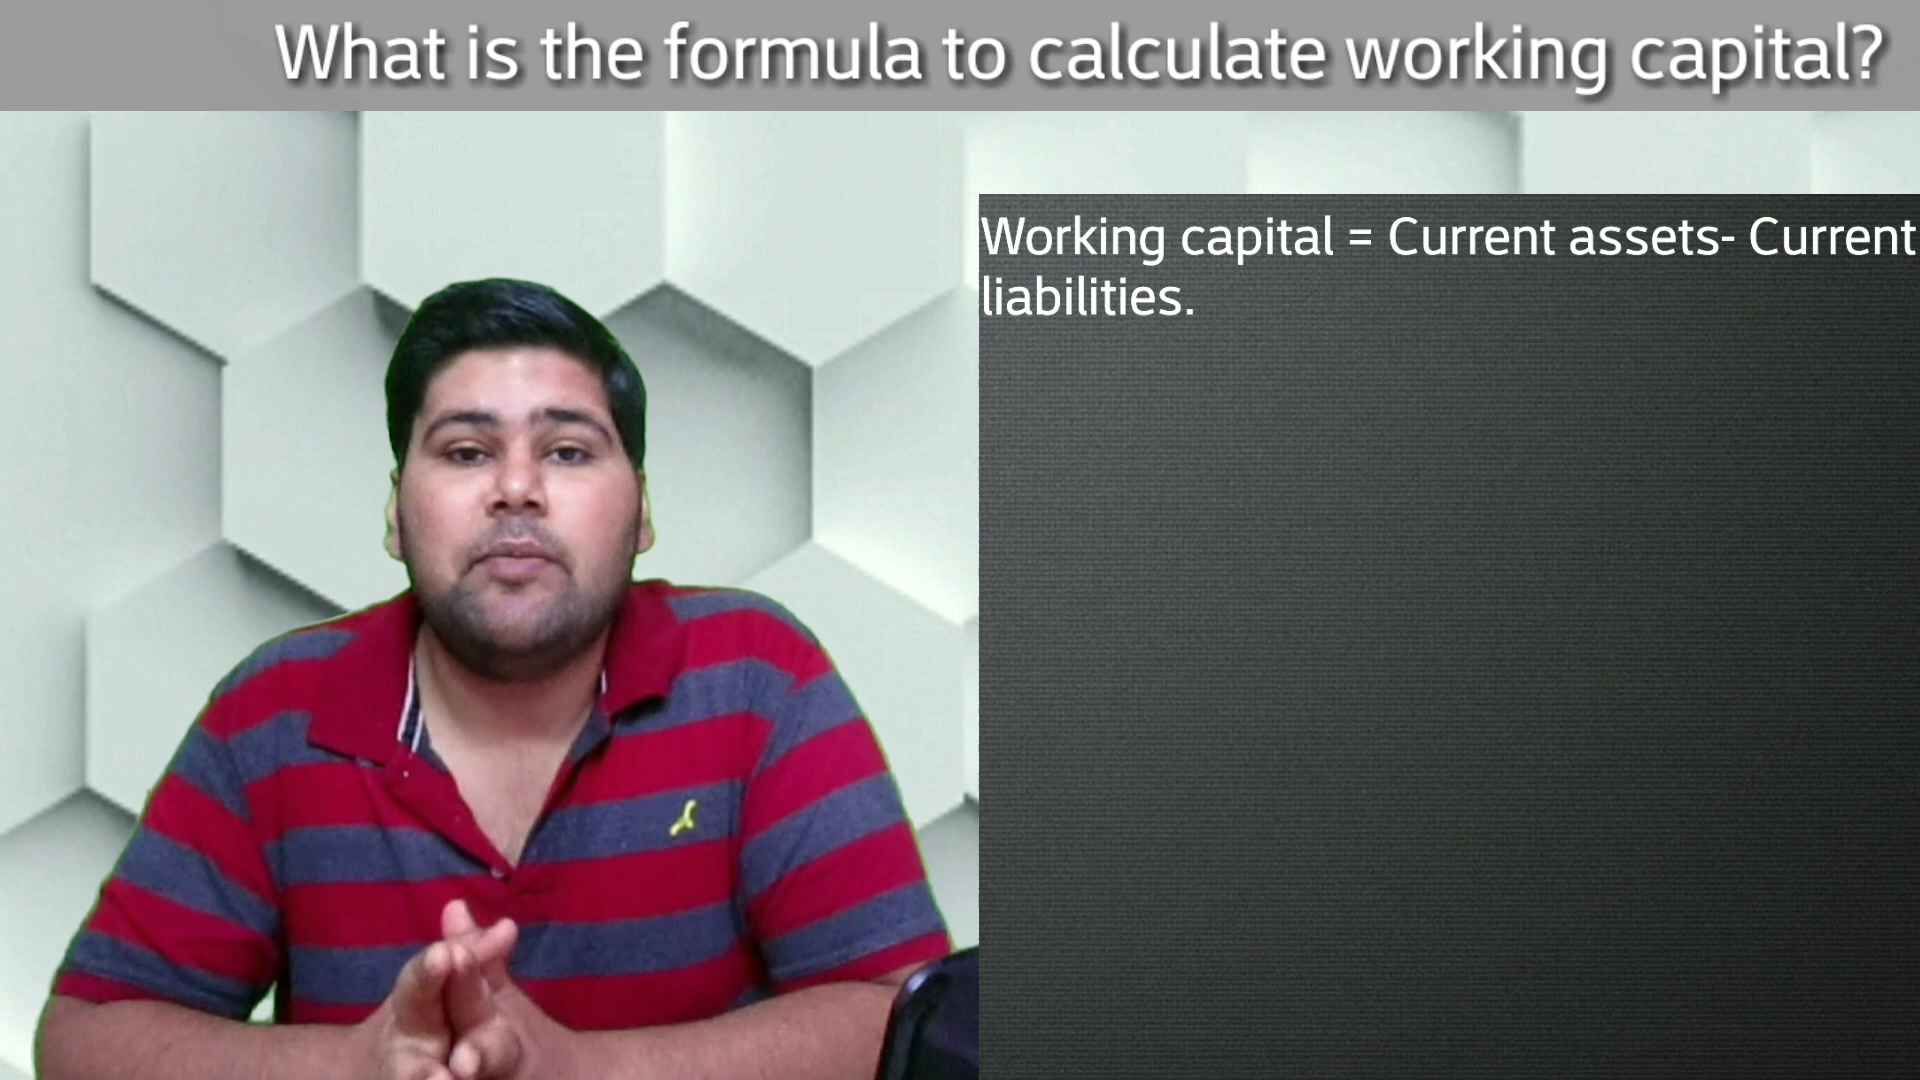 What is the formula to calculate working capital?
Working capital = Current assets- Current
liabilities.